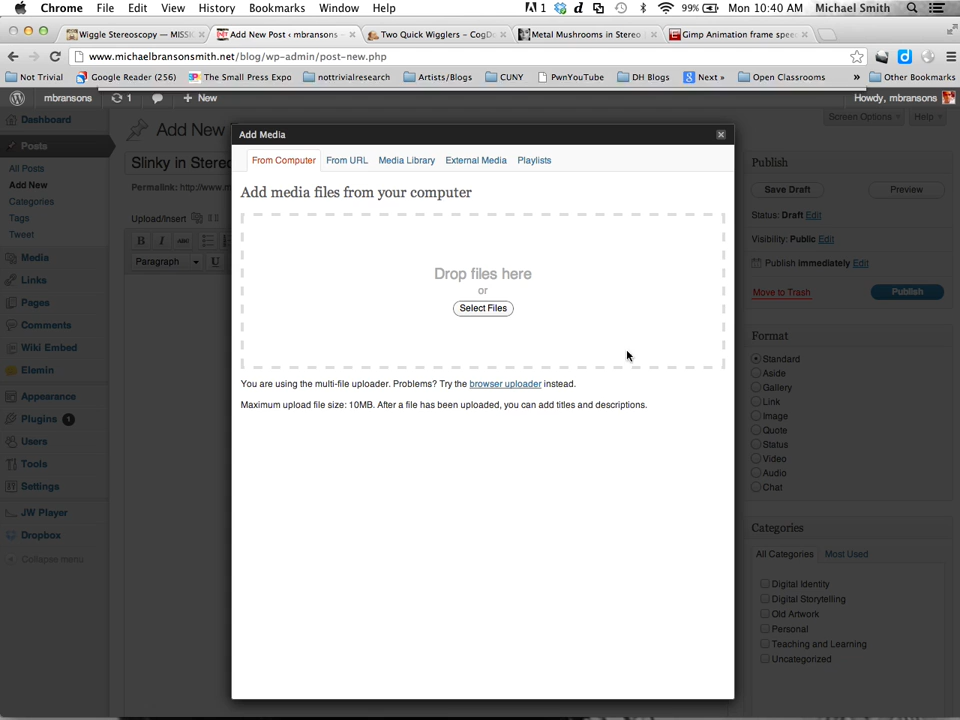 Chrome File Edit View History Bookmarks Window Help 1 99% Mon 10:40 AM Michael Smith
Wiggle Stereoscopy — MISSI Add New Post ‹ mbransons — Two Quick Wigglers – CogDo Metal Mushrooms in Stereo Gimp Animation frame spee
www.michaelbransonsmith.net/blog/wp-admin/post-new.php
Not Trivial Google Reader (256) The Small Press Expo nottrivialresearch Artists/Blogs CUNY PwnYouTube DH Blogs Next » Open Classrooms » Other Bookmarks
mbransons 1 + New Howdy, mbransons
Dashboard
Posts
All Posts
Add New
Categories
Tags
Tweet
Media
Links
Pages
Comments
Wiki Embed
Elamin
Appearance
Plugins 1
Users
Tools
Settings
JW Player
Dropbox
Collapse menu
Add New
Screen Options Help
Slinky in Stereo
Permalink: http://www.m
Upload/Insert
B I ABC
Paragraph U
Add Media
From Computer From URL Media Library External Media Playlists
Add media files from your computer
Drop files here
or
Select Files
You are using the multi-file uploader. Problems? Try the browser uploader instead.
Maximum upload file size: 10MB. After a file has been uploaded, you can add titles and descriptions.
Publish
Save Draft Preview
Status: Draft Edit
Visibility: Public Edit
Publish immediately Edit
Move to Trash Publish
Format
Standard
Aside
Gallery
Link
Image
Quote
Status
Video
Audio
Chat
Categories
All Categories Most Used
Digital Identity
Digital Storytelling
Old Artwork
Personal
Teaching and Learning
Uncategorized